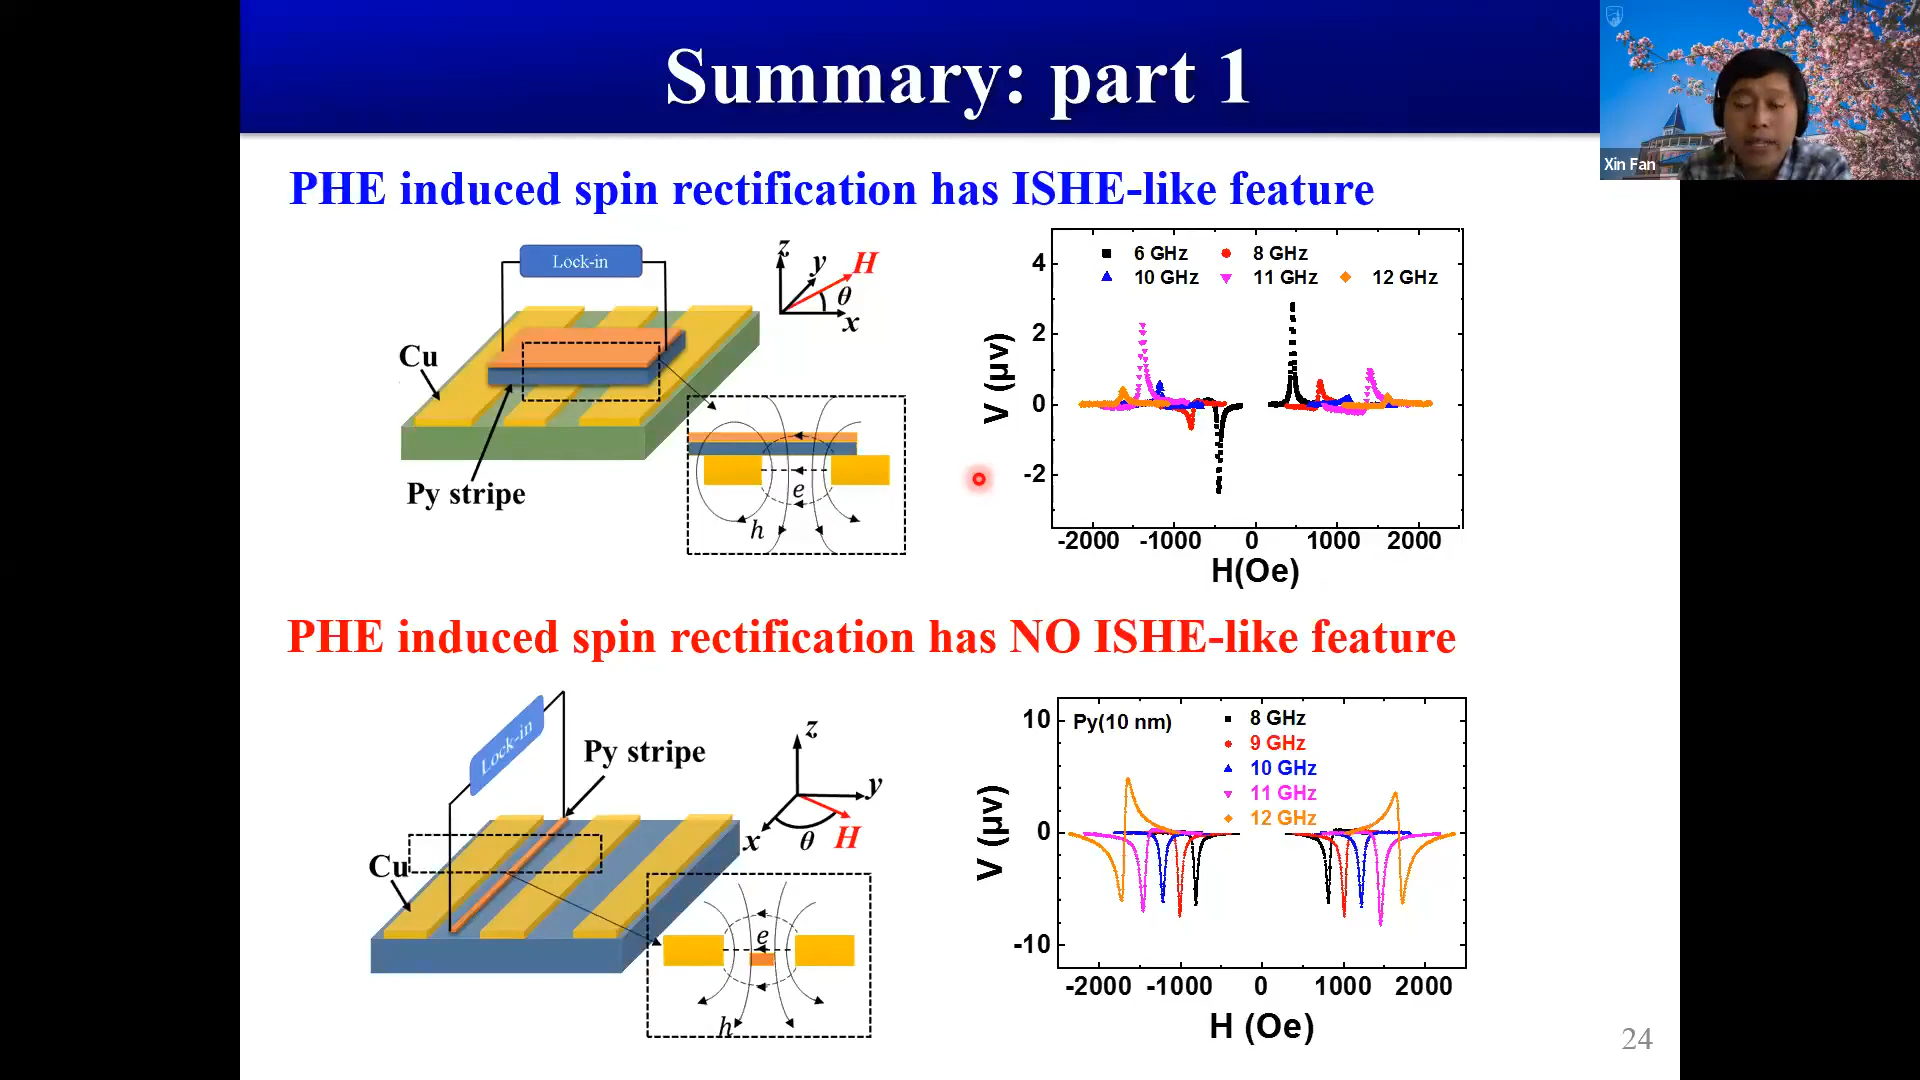 Summary: part 1
Xin Fan
PHE induced spin rectification has ISHE-like feature
Lock-in
z
y
H
θ
x
Cu
Py stripe
e
h
6 GHz
8 GHz
10 GHz
11 GHz
12 GHz
4
2
0
-2
V (µv)
-2000 -1000 0 1000 2000
H(Oe)
PHE induced spin rectification has NO ISHE-like feature
Lock-in
Py stripe
z
y
x
θ
H
Cu
e
h
Py(10 nm)
8 GHz
9 GHz
10 GHz
11 GHz
12 GHz
10
0
-10
V (µv)
-2000 -1000 0 1000 2000
H (Oe)
24